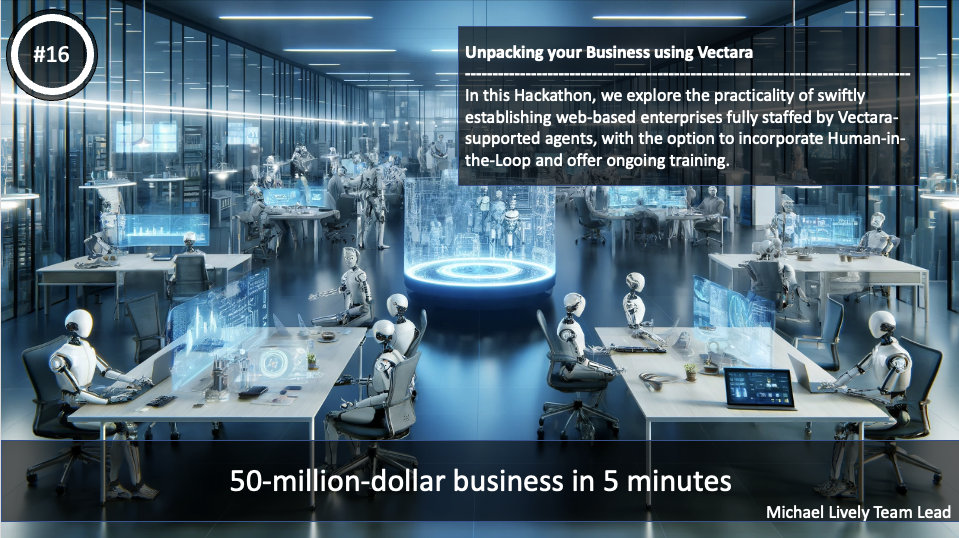 #16
Unpacking your Business using Vectara
-----------------------------------------------------------------------------------
In this Hackathon, we explore the practicality of swiftly
establishing web-based enterprises fully staffed by Vectara-
supported agents, with the option to incorporate Human-in-
the-Loop and offer ongoing training.
50-million-dollar business in 5 minutes
Michael Lively Team Lead